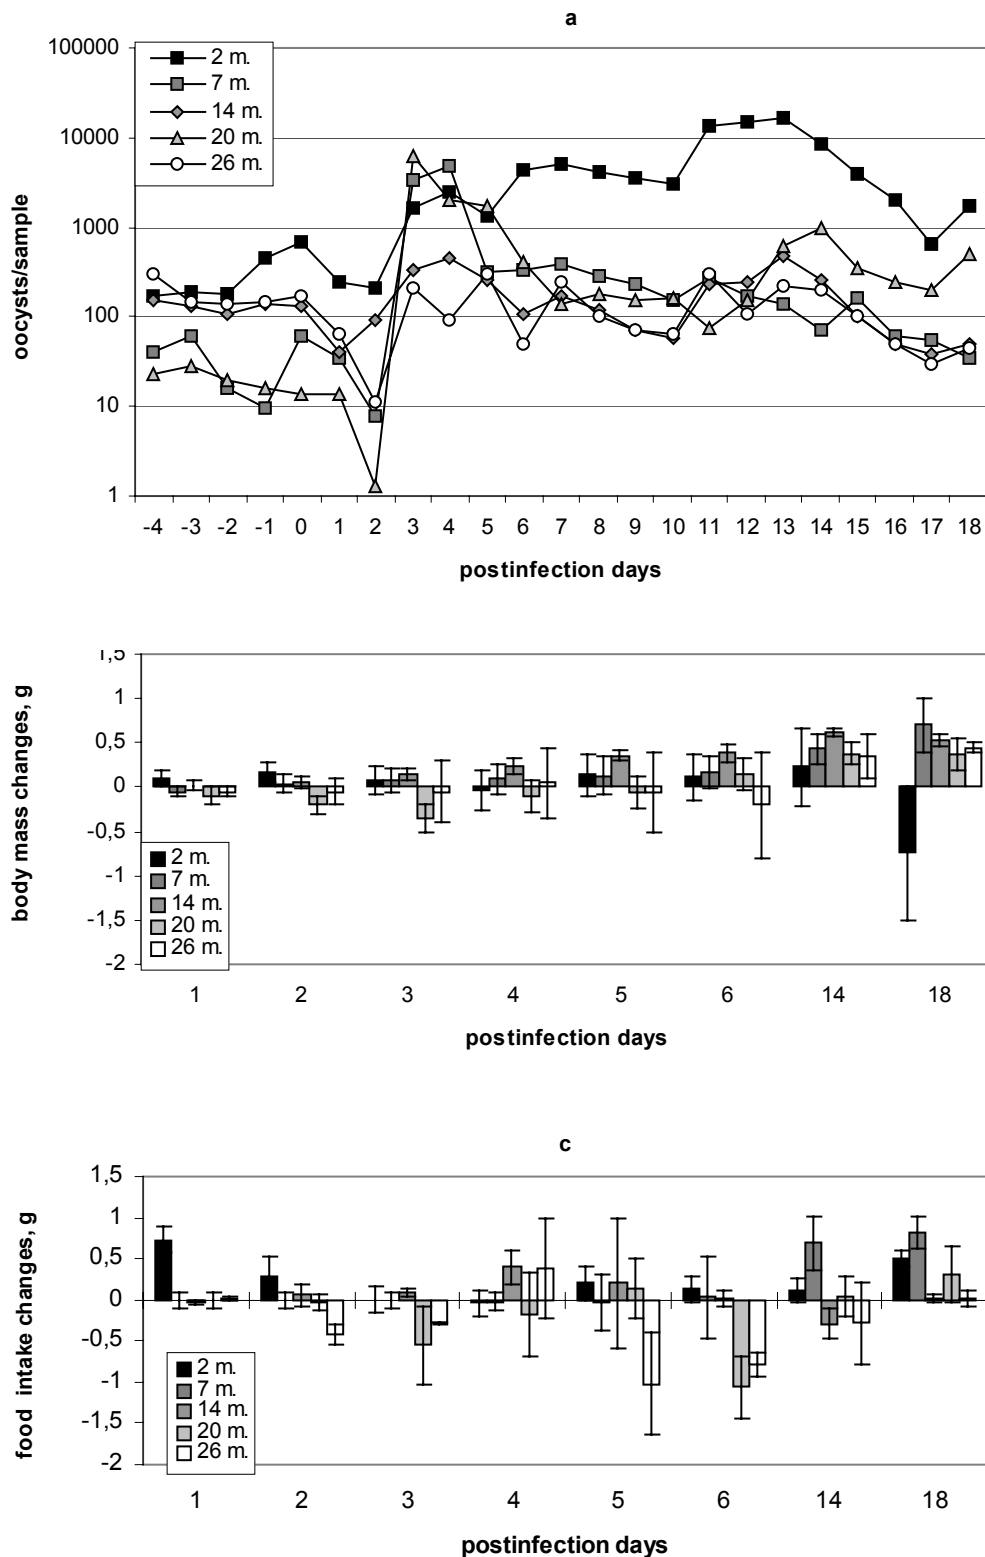 a
100000
10000
1000
100
10
1
oocysts/sample
2 m.
7 m.
14 m.
20 m.
26 m.
-4 -3 -2 -1 0 1 2 3 4 5 6 7 8 9 10 11 12 13 14 15 16 17 18
postinfection days
1,5
1
0,5
0
-0,5
-1
-1,5
-2
body mass changes, g
2 m.
7 m.
14 m.
20 m.
26 m.
1 2 3 4 5 6 14 18
postinfection days
c
1,5
1
0,5
0
-0,5
-1
-1,5
-2
food intake changes, g
2 m.
7 m.
14 m.
20 m.
26 m.
1 2 3 4 5 6 14 18
postinfection days